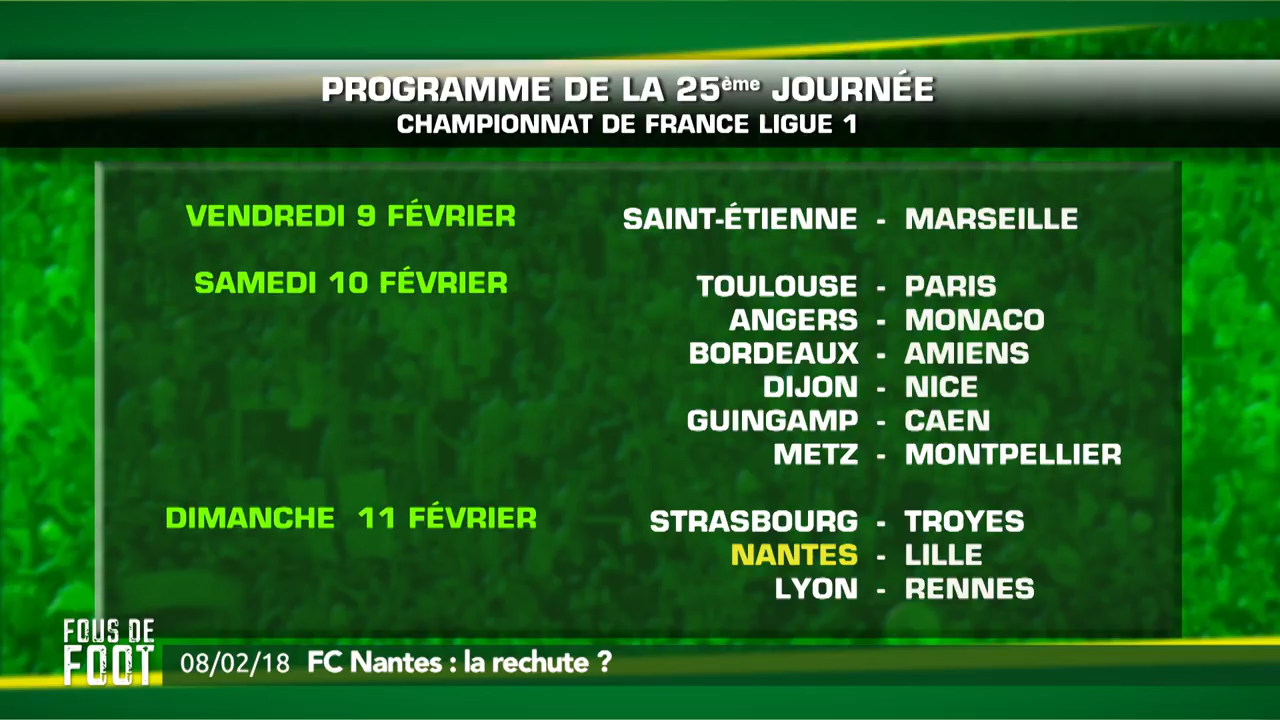 PROGRAMME DE LA 25ème JOURNÉE
CHAMPIONNAT DE FRANCE LIGUE 1
VENDREDI 9 FÉVRIER SAINT-ÉTIENNE - MARSEILLE
SAMEDI 10 FÉVRIER TOULOUSE - PARIS
ANGERS - MONACO
BORDEAUX - AMIENS
DIJON - NICE
GUINGAMP - CAEN
METZ - MONTPELLIER
DIMANCHE 11 FÉVRIER STRASBOURG - TROYES
NANTES - LILLE
LYON - RENNES
FOUS DE
FOOT
08/02/18 FC Nantes : la rechute ?